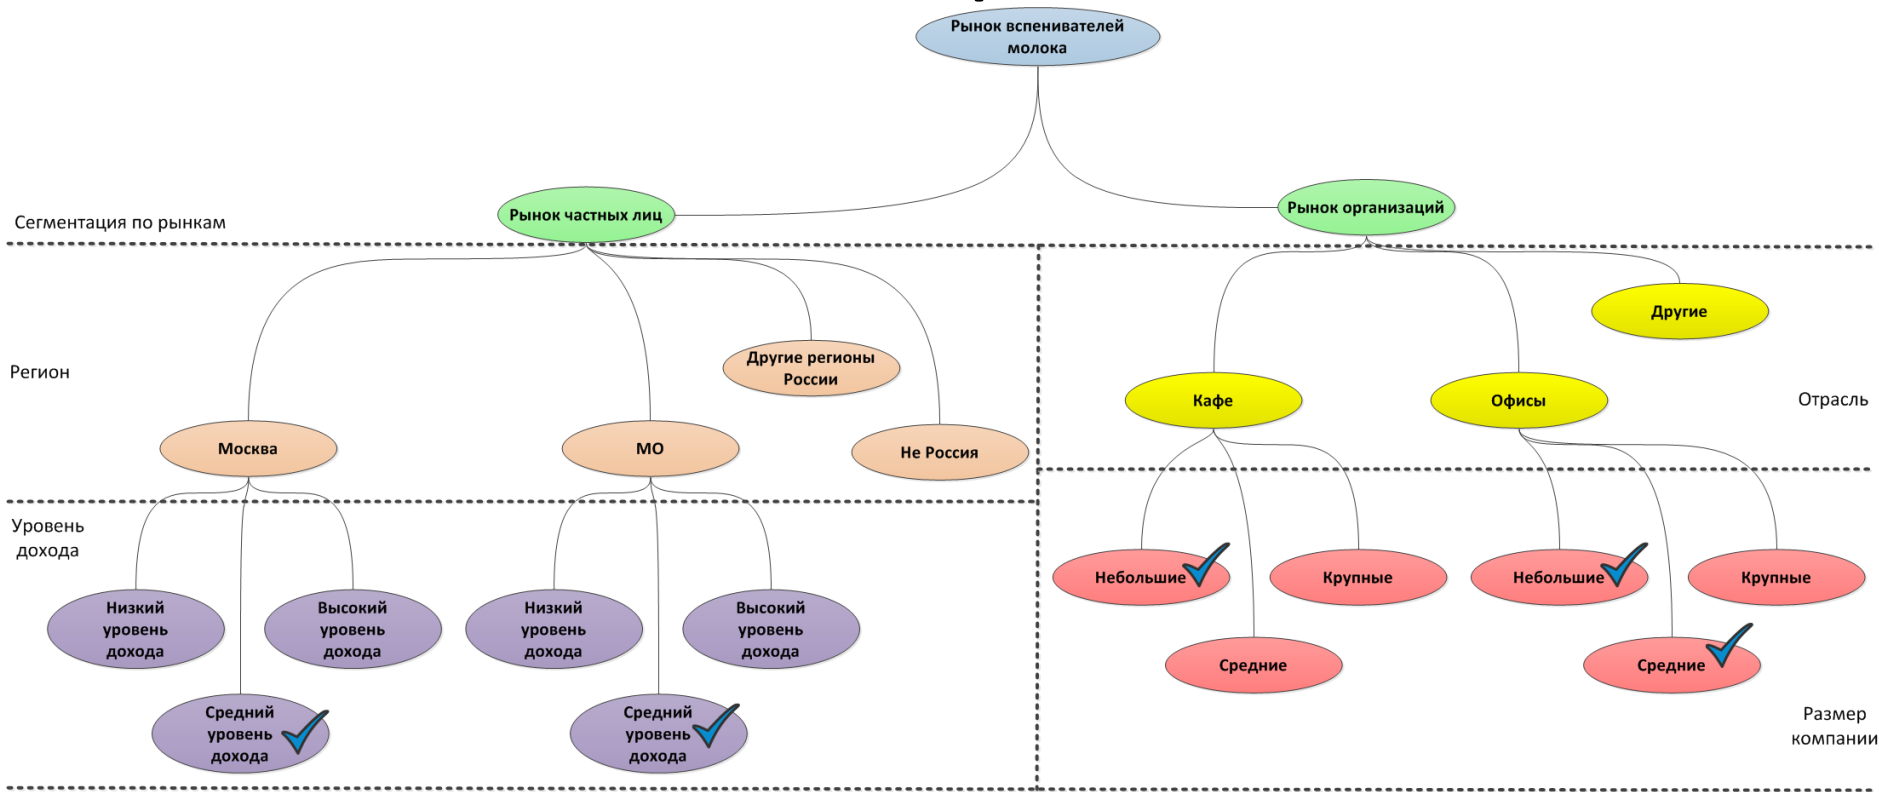 Рынок вспенивателей
молока
Сегментация по рынкам
Рынок частных лиц
Рынок организаций
Регион
Другие регионы
России
Москва
МО
Не Россия
Другие
Кафе
Офисы
Отрасль
Уровень
дохода
Низкий
уровень
дохода
Высокий
уровень
дохода
Средний
уровень
дохода
Низкий
уровень
дохода
Высокий
уровень
дохода
Средний
уровень
дохода
Небольшие
Крупные
Средние
Небольшие
Крупные
Средние
Размер
компании